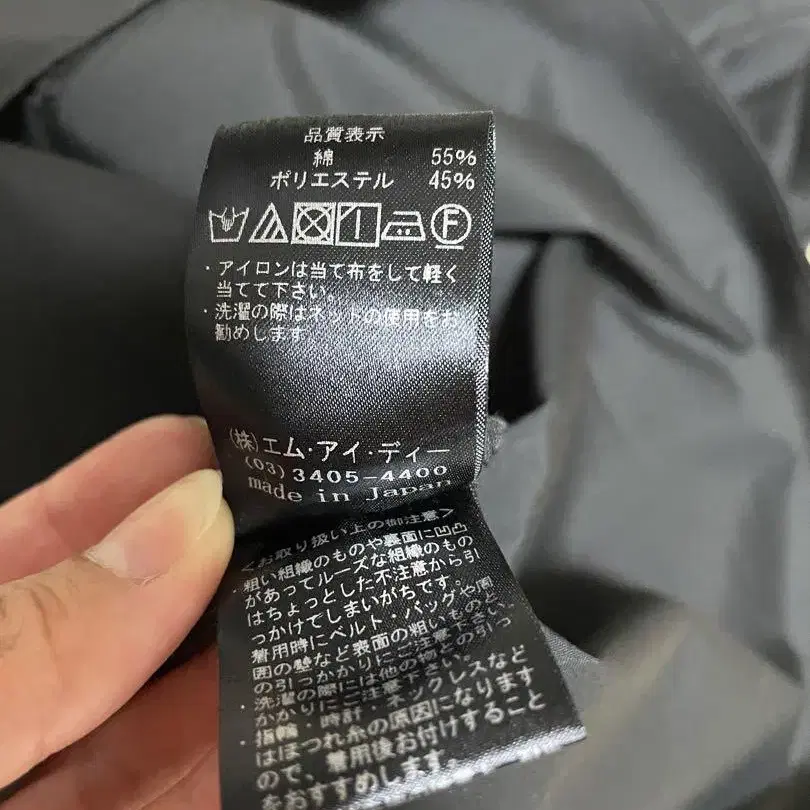 品質表示
綿 55%
ポリエステル 45%
F
・アイロンは当て布をして軽く
当てて下さい。
・洗濯の際はネットの使用をお
勧めします
(株)エム・アイ・ディー
(03)3405-4400
made in Japan
<お取り扱い上の御注意>
・粗い組織のものや裏面に凹凸
があってルーズな組織のもの
はちょっとした不注意から引
っかけてしまいがちです。
着用時にベルト・バッグや周
囲の壁など表面の粗いものと
の引っかかりにご注意下さい。
・洗濯の際には他の物との引っ
かかりにご注意下さい。
・指輪・時計・ネックレスなど
はほつれ糸の原因になります
ので、着用後お付けすること
をおすすめします。